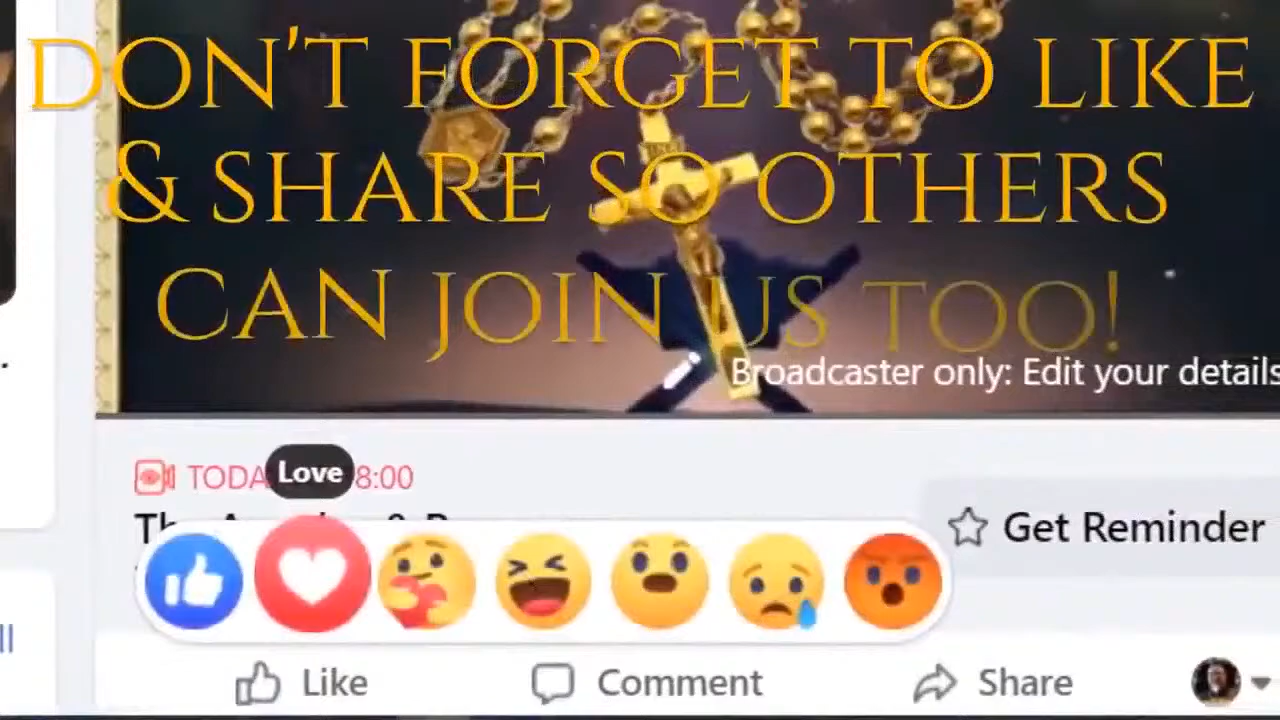 DON'T FORGET TO LIKE
& SHARE SO OTHERS
CAN JOIN US TOO!
Broadcaster only: Edit your details
Love
8:00
Get Reminder
Like
Comment
Share